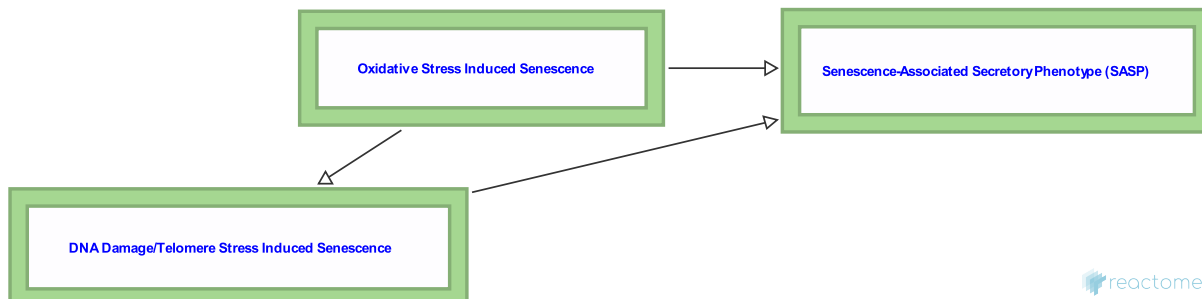 Oxidative Stress Induced Senescence
Senescence-Associated Secretory Phenotype (SASP)
DNA Damage/Telomere Stress Induced Senescence
reactome